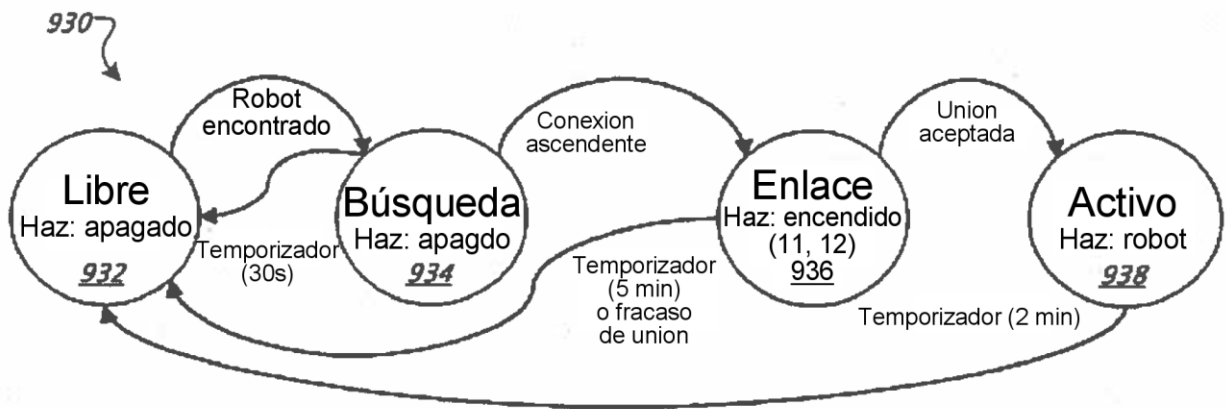 930
Robot
encontrado
Conexion
ascendente
Union
aceptada
Libre
Haz: apagado
932
Búsqueda
Haz: apagdo
934
Enlace
Haz: encendido
(11, 12)
936
Activo
Haz: robot
938
Temporizador
(30s)
Temporizador
(5 min)
o fracaso
de union
Temporizador (2 min)